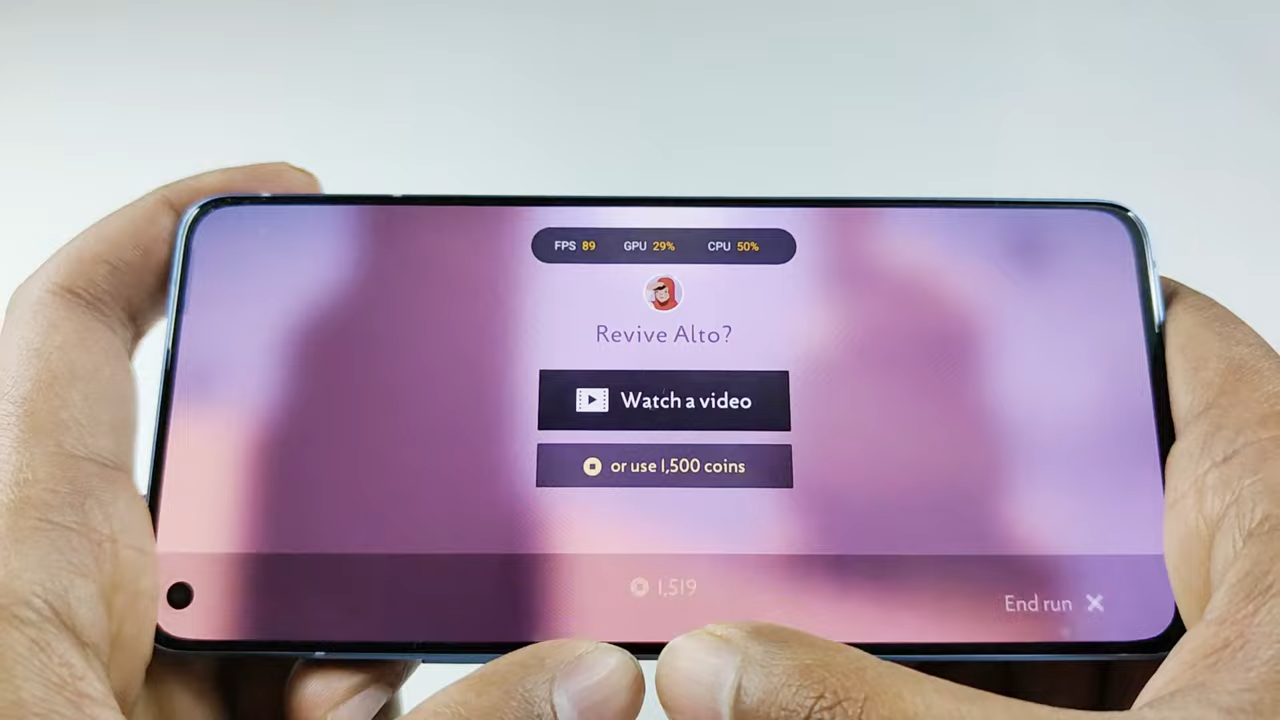 FPS 89 GPU 29% CPU 50%
Revive Alto?
Watch a video
or use 1,500 coins
1,519
End run